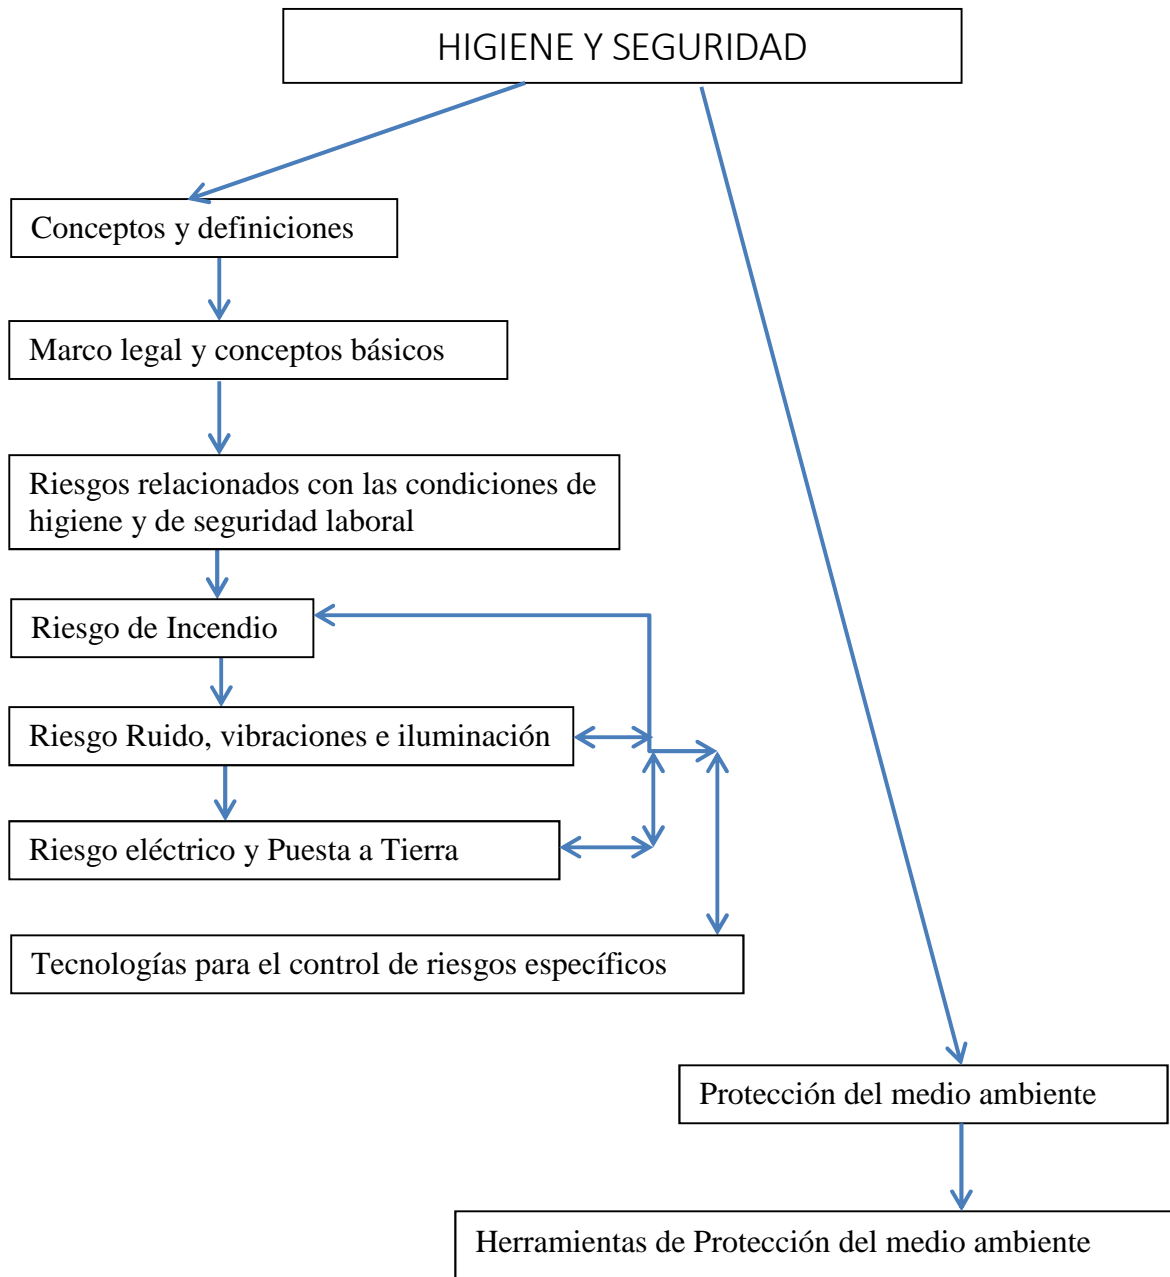 HIGIENE Y SEGURIDAD
Conceptos y definiciones
Marco legal y conceptos básicos
Riesgos relacionados con las condiciones de
higiene y de seguridad laboral
Riesgo de Incendio
Riesgo Ruido, vibraciones e iluminación
Riesgo eléctrico y Puesta a Tierra
Tecnologías para el control de riesgos específicos
Protección del medio ambiente
Herramientas de Protección del medio ambiente